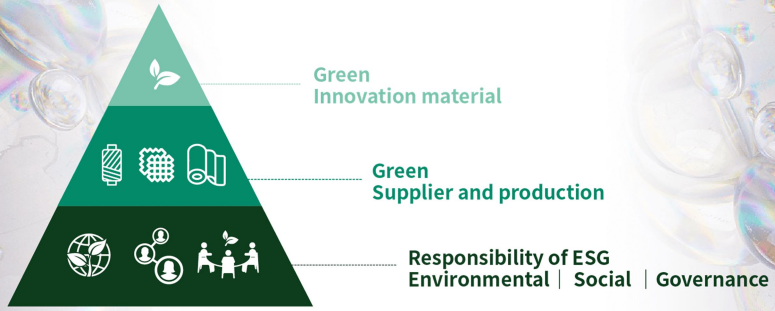 Green
Innovation material
Green
Supplier and production
Responsibility of ESG
Environmental | Social | Governance